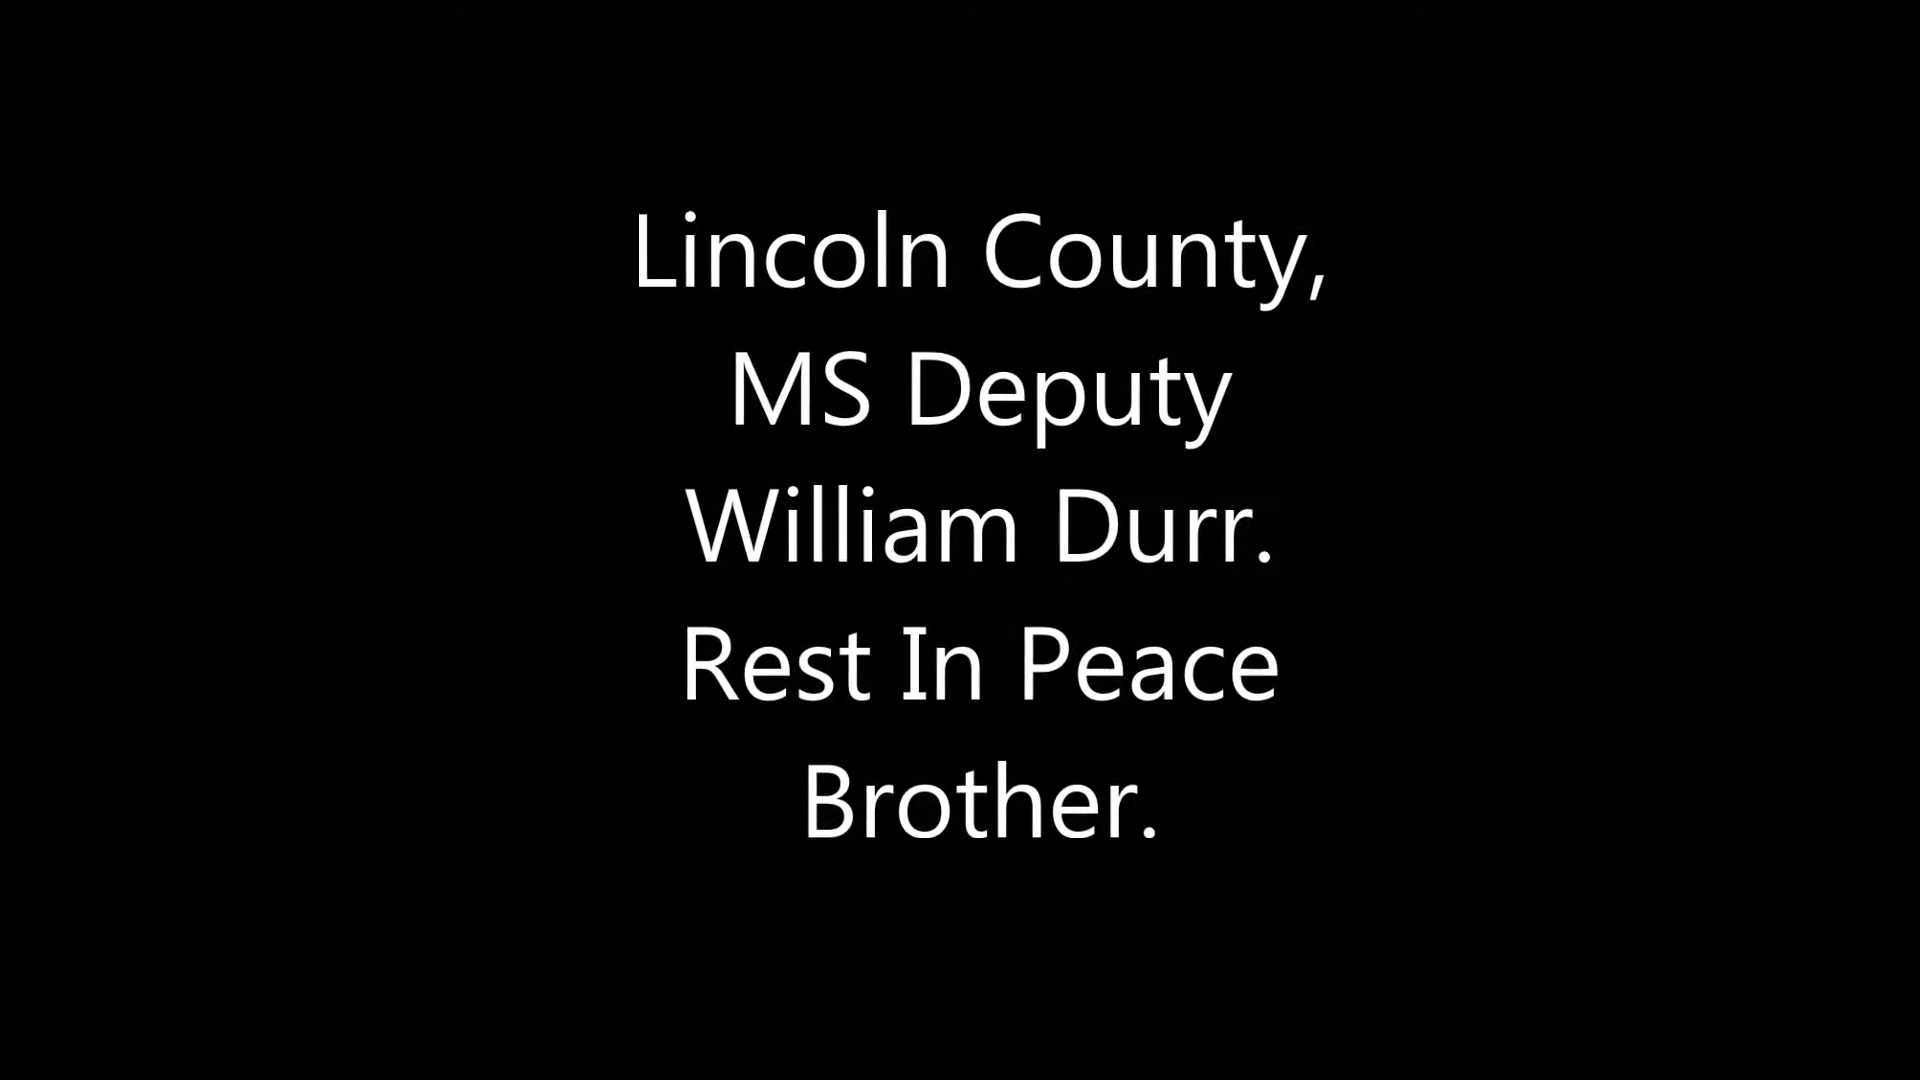 Lincoln County,
MS Deputy
William Durr.
Rest In Peace
Brother.